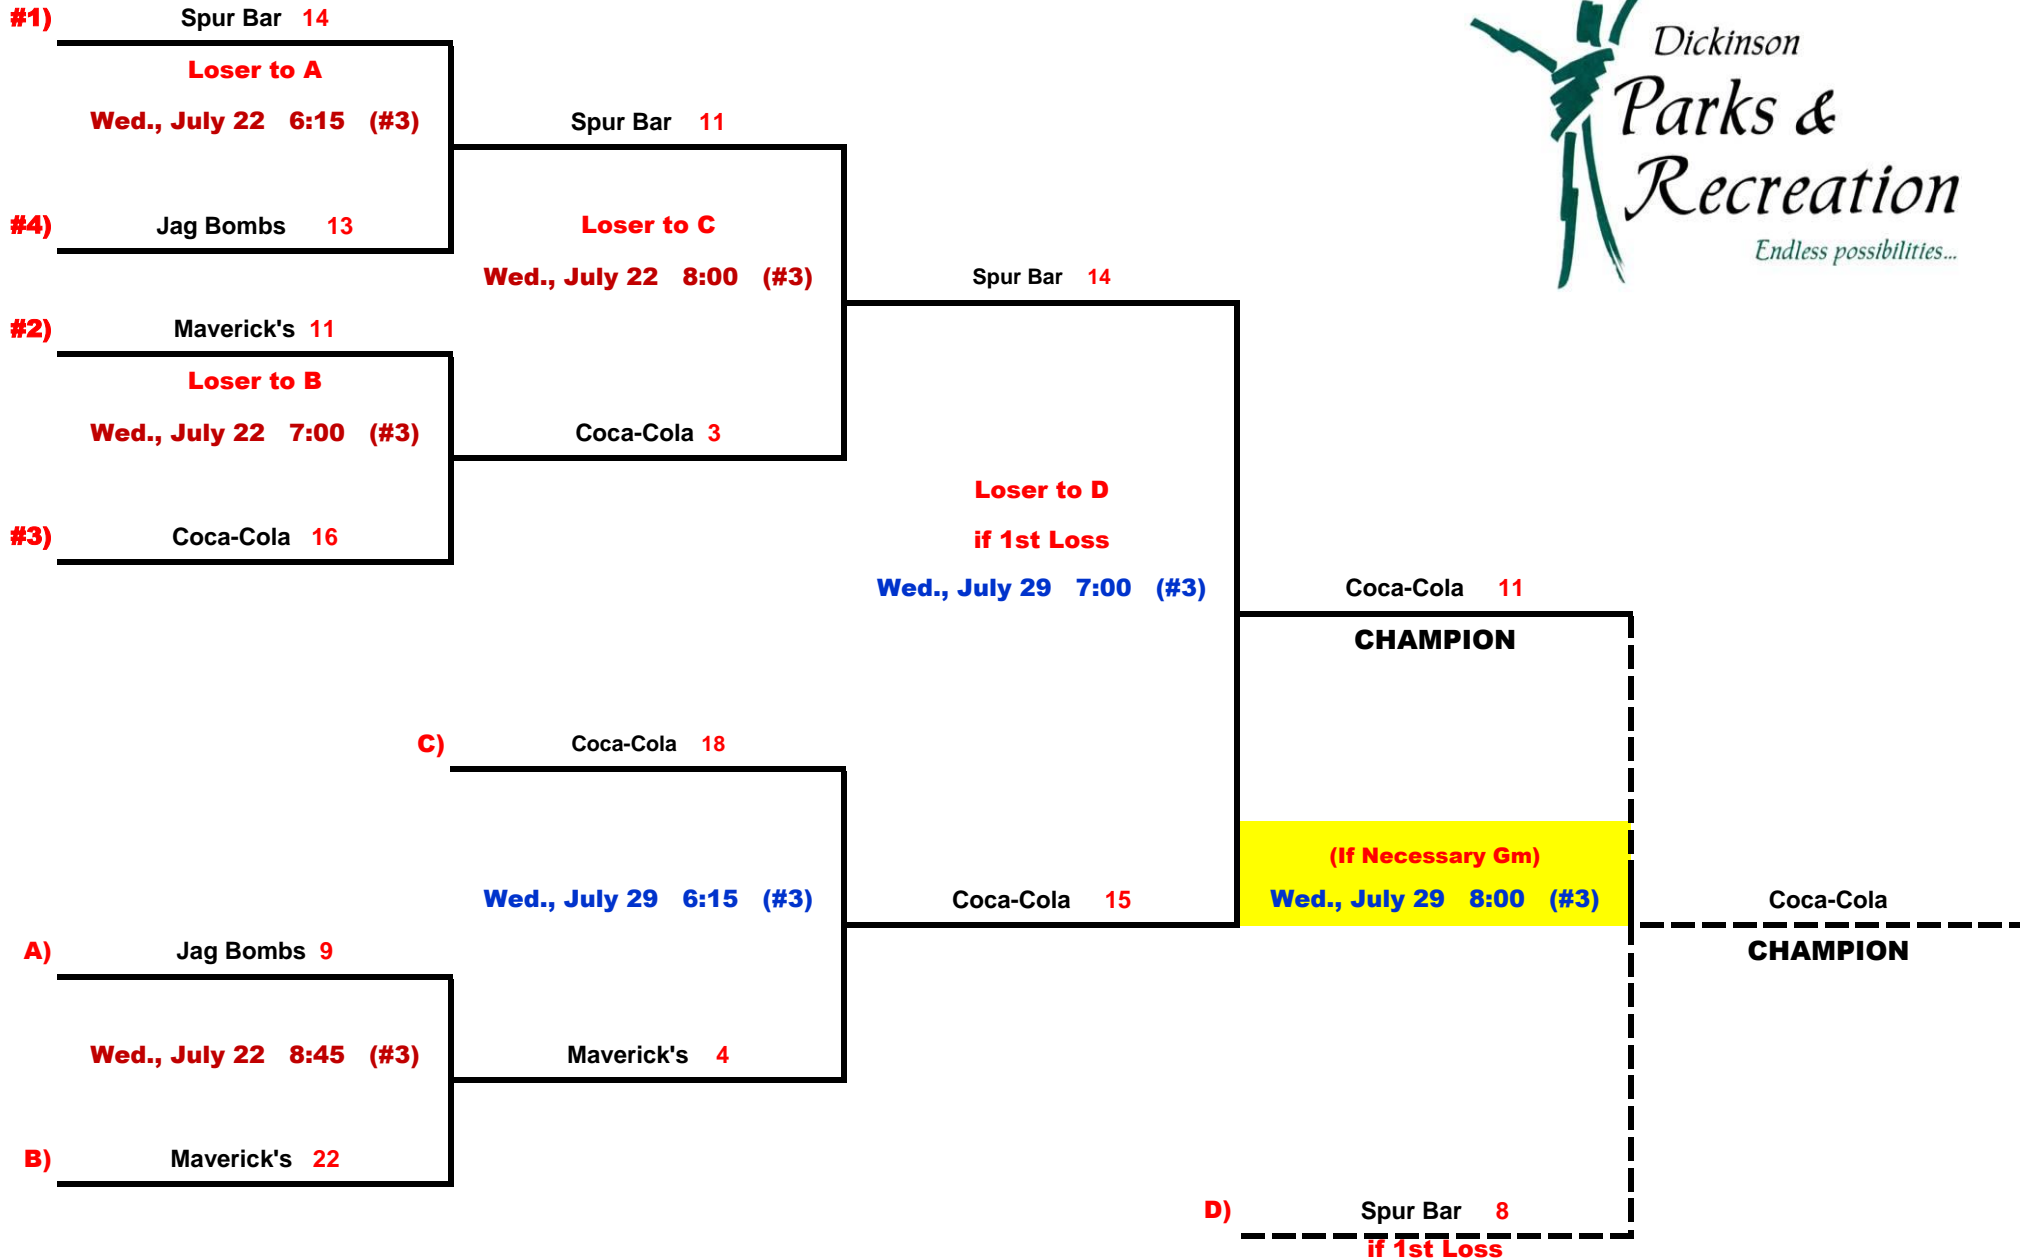 #1) Spur Bar 14
Loser to A
Wed., July 22 6:15 (#3)
#4) Jag Bombs 13
#2) Maverick's 11
Loser to B
Wed., July 22 7:00 (#3)
#3) Coca-Cola 16
Spur Bar 11
Loser to C
Wed., July 22 8:00 (#3)
Coca-Cola 3
Spur Bar 14
Loser to D
if 1st Loss
Wed., July 29 7:00 (#3)
Coca-Cola 15
Dickinson
Parks &
Recreation
Endless possibilities...
C) Coca-Cola 18
Wed., July 29 6:15 (#3)
Maverick's 4
A) Jag Bombs 9
Wed., July 22 8:45 (#3)
B) Maverick's 22
Coca-Cola 11
CHAMPION
(If Necessary Gm)
Wed., July 29 8:00 (#3)
D) Spur Bar 8
if 1st Loss
Coca-Cola
CHAMPION